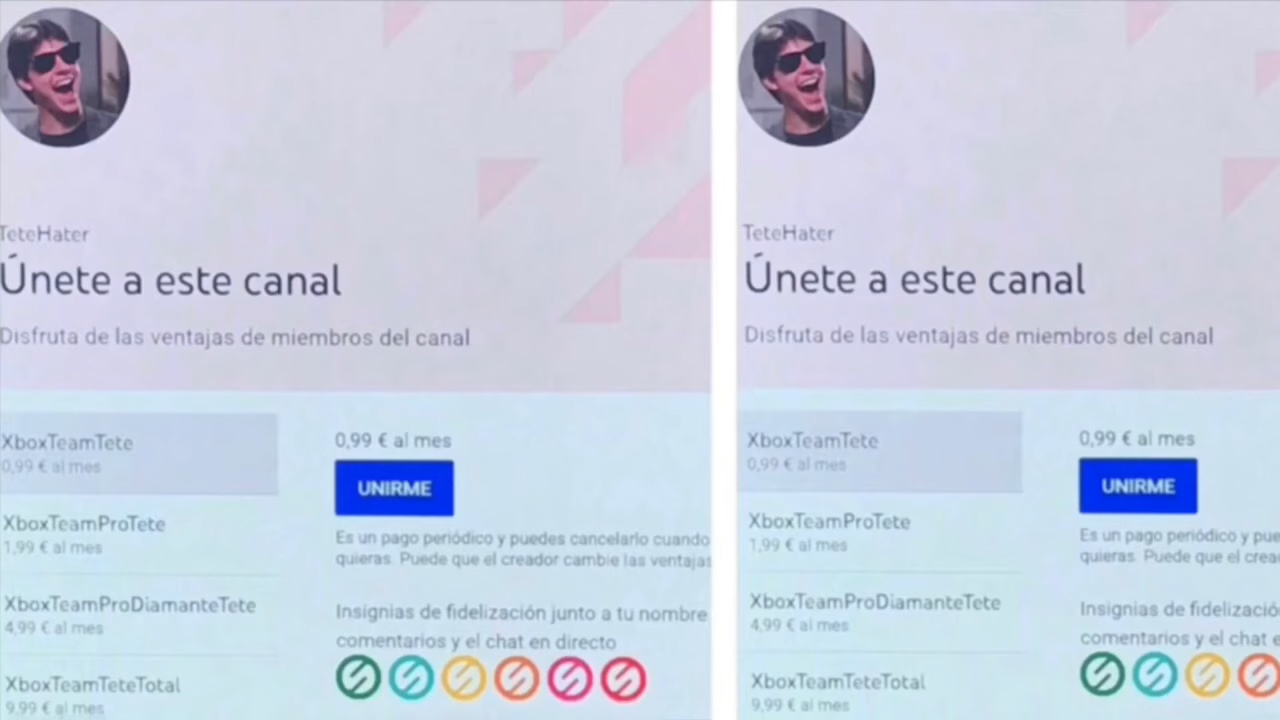 TeteHater
Únete a este canal
Disfruta de las ventajas de miembros del canal
XboxTeamTete
0,99 € al mes
XboxTeamProTete
1,99 € al mes
XboxTeamProDiamanteTete
4,99 € al mes
XboxTeamTeteTotal
9,99 € al mes
0,99 € al mes
UNIRME
Es un pago periódico y puedes cancelarlo cuando
quieras. Puede que el creador cambie las ventajas
Insignias de fidelización junto a tu nombre
comentarios y el chat en directo
TeteHater
Únete a este canal
Disfruta de las ventajas de miembros del canal
XboxTeamTete
0,99 € al mes
XboxTeamProTete
1,99 € al mes
XboxTeamProDiamanteTete
4,99 € al mes
XboxTeamTeteTotal
9,99 € al mes
0,99 € al mes
UNIRME
Es un pago periódico y pue
quieras. Puede que el crea
Insignias de fidelizació
comentarios y el chat e